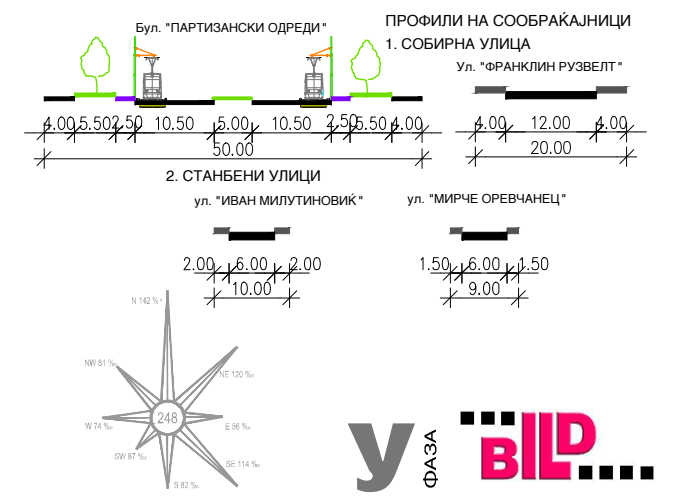 Бул. "ПАРТИЗАНСКИ ОДРЕДИ"
ПРОФИЛИ НА СООБРАЌАЈНИЦИ
1. СОБИРНА УЛИЦА
Ул. "ФРАНКЛИН РУЗВЕЛТ"
4.00 5.50 2.50 10.50 5.00 10.50 2.50 5.50 4.00
50.00
4.00 12.00 4.00
20.00
2. СТАНБЕНИ УЛИЦИ
ул. "ИВАН МИЛУТИНОВИЌ"
ул. "МИРЧЕ ОРЕВЧАНЕЦ"
2.00 6.00 2.00
10.00
1.50 6.00 1.50
9.00
N 142 ‰
NW 81 ‰
NE 120 ‰
W 74 ‰
248
E 56 ‰
SW 87 ‰
SE 114 ‰
S 82 ‰
У ФАЗА
BILD